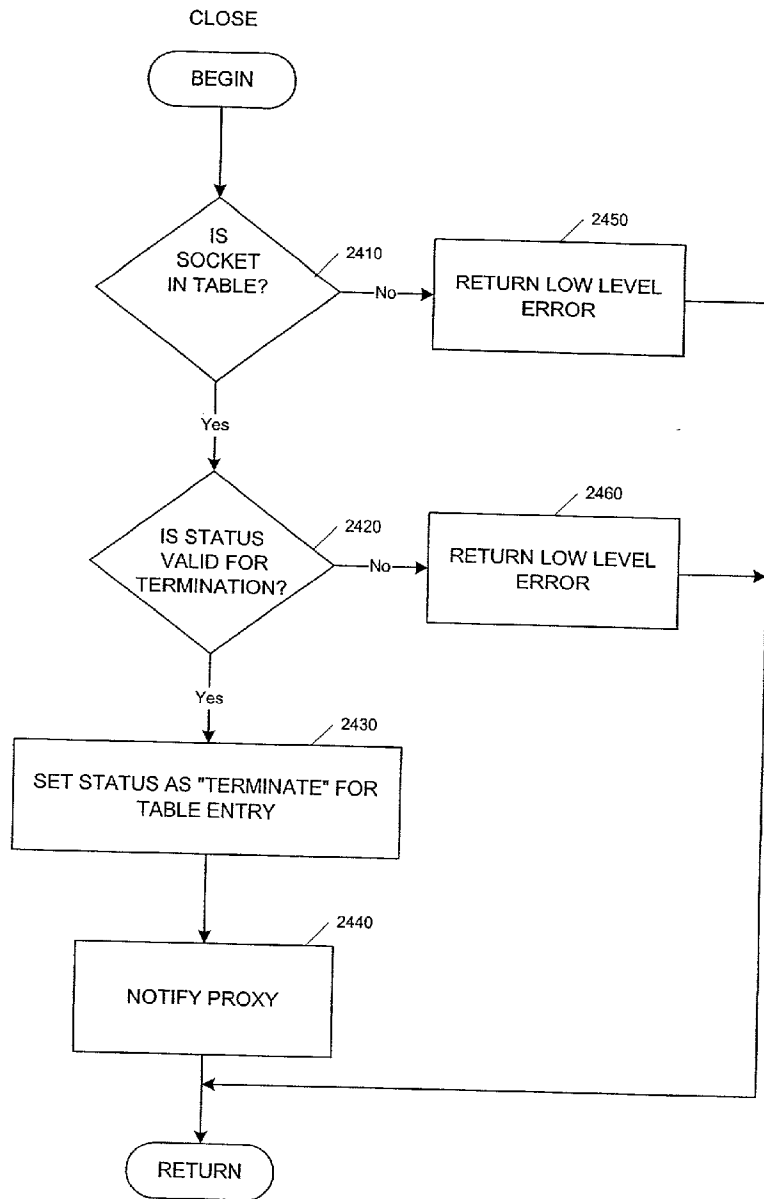 CLOSE
BEGIN
IS
SOCKET
IN TABLE?
2410
No
2450
RETURN LOW LEVEL
ERROR
Yes
IS STATUS
VALID FOR
TERMINATION?
2420
No
2460
RETURN LOW LEVEL
ERROR
Yes
2430
SET STATUS AS "TERMINATE" FOR
TABLE ENTRY
2440
NOTIFY PROXY
RETURN